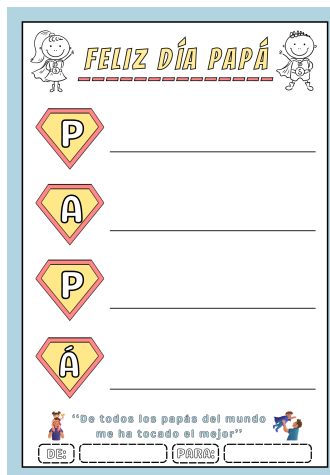 FELIZ DÍA PAPÁ
P
A
P
Á
“De todos los papás del mundo
me ha tocado el mejor”
DE: PARA: